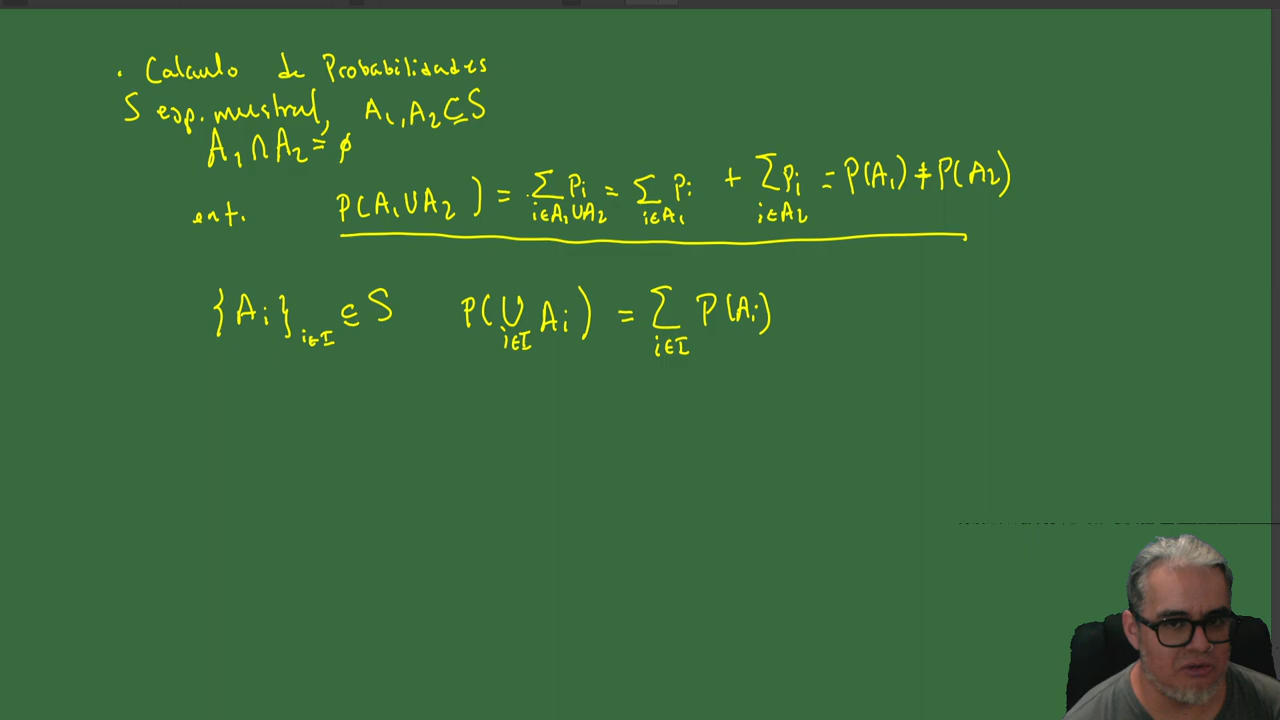 . Calculo de Probabilidades
S esp. mustral, A₁, A₂ ⊆ S
A₁ ∩ A₂ = ∅
ent. P(A₁ ∪ A₂) = ∑_{i∈A₁∪A₂} Pi = ∑_{i∈A₁} Pi + ∑_{i∈A₂} Pi = P(A₁) + P(A₂)
{Ai}_{i∈I} ∈ S P(∪_{i∈I} Ai) = ∑_{i∈I} P(Ai)